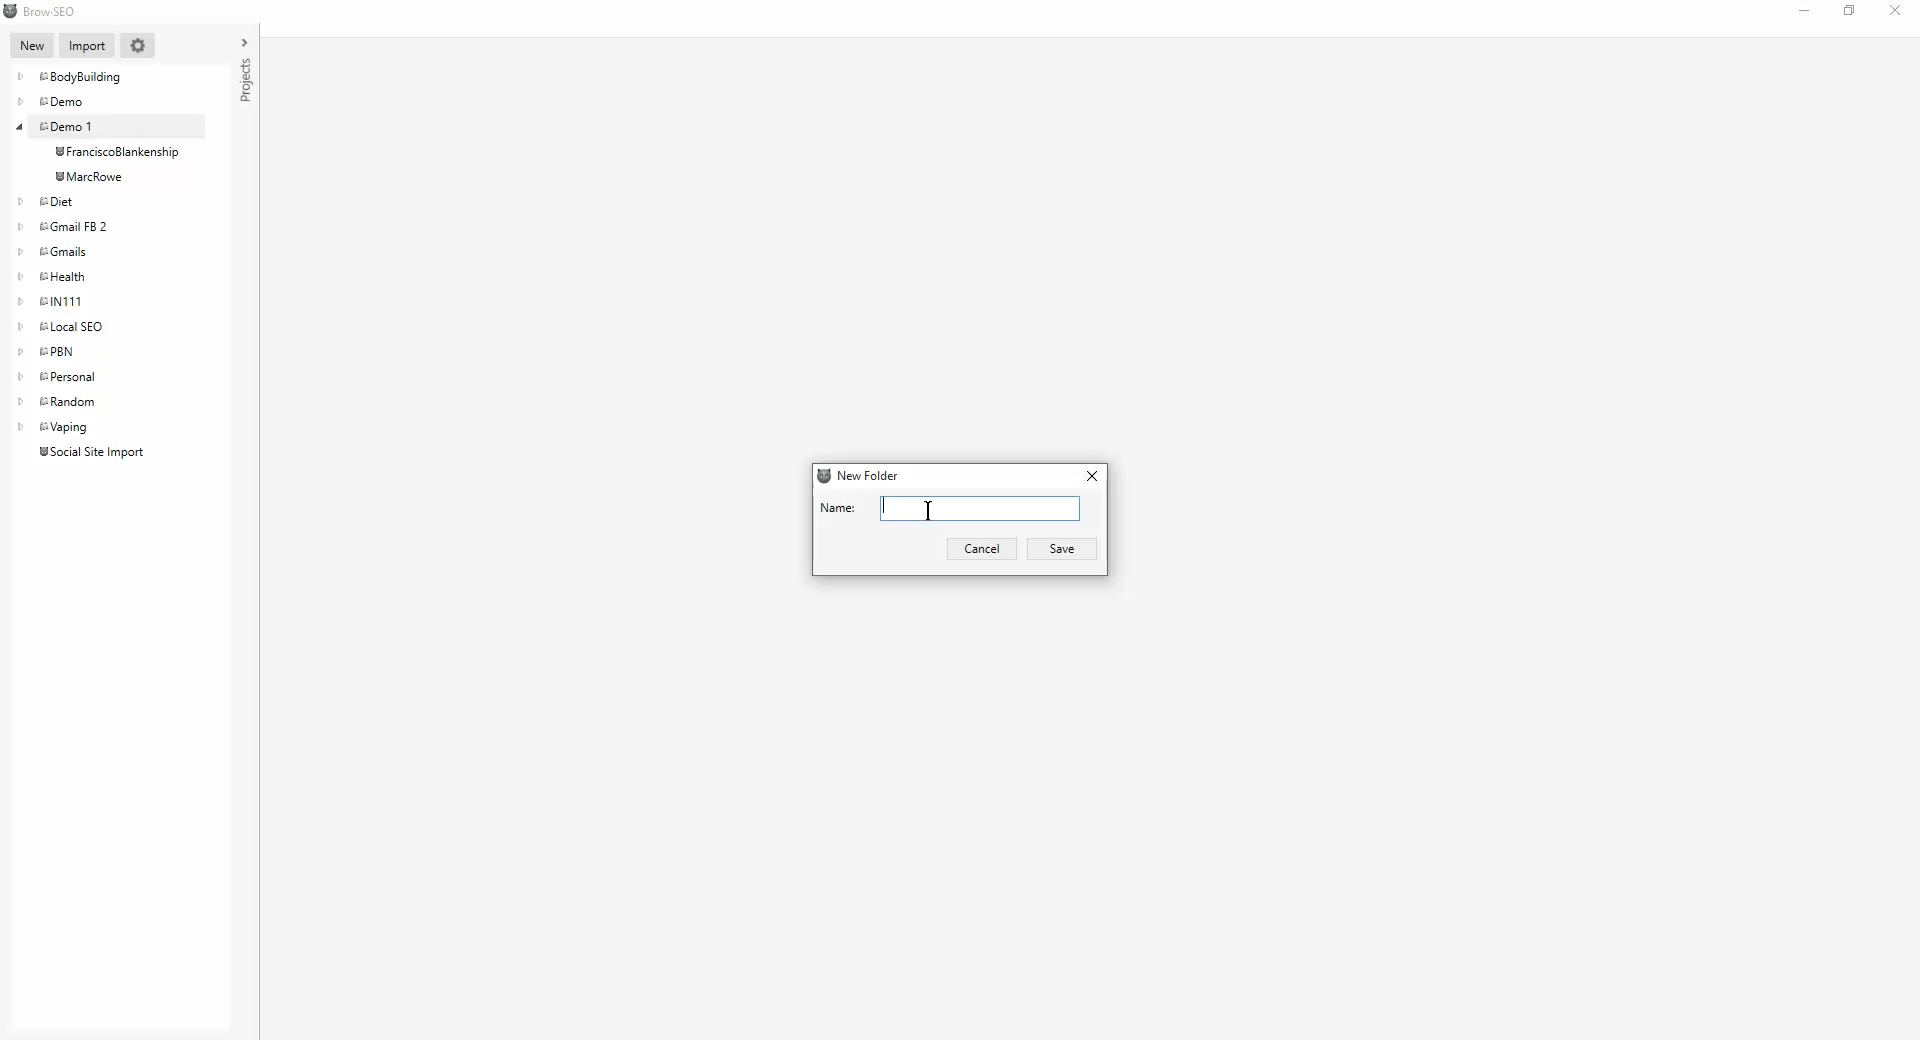 Brow·SEO
New
Import
Projects
BodyBuilding
Demo
Demo 1
FranciscoBlankenship
MarcRowe
Diet
Gmail FB 2
Gmails
Health
IN111
Local SEO
PBN
Personal
Random
Vaping
Social Site Import
New Folder
Name:
Cancel
Save